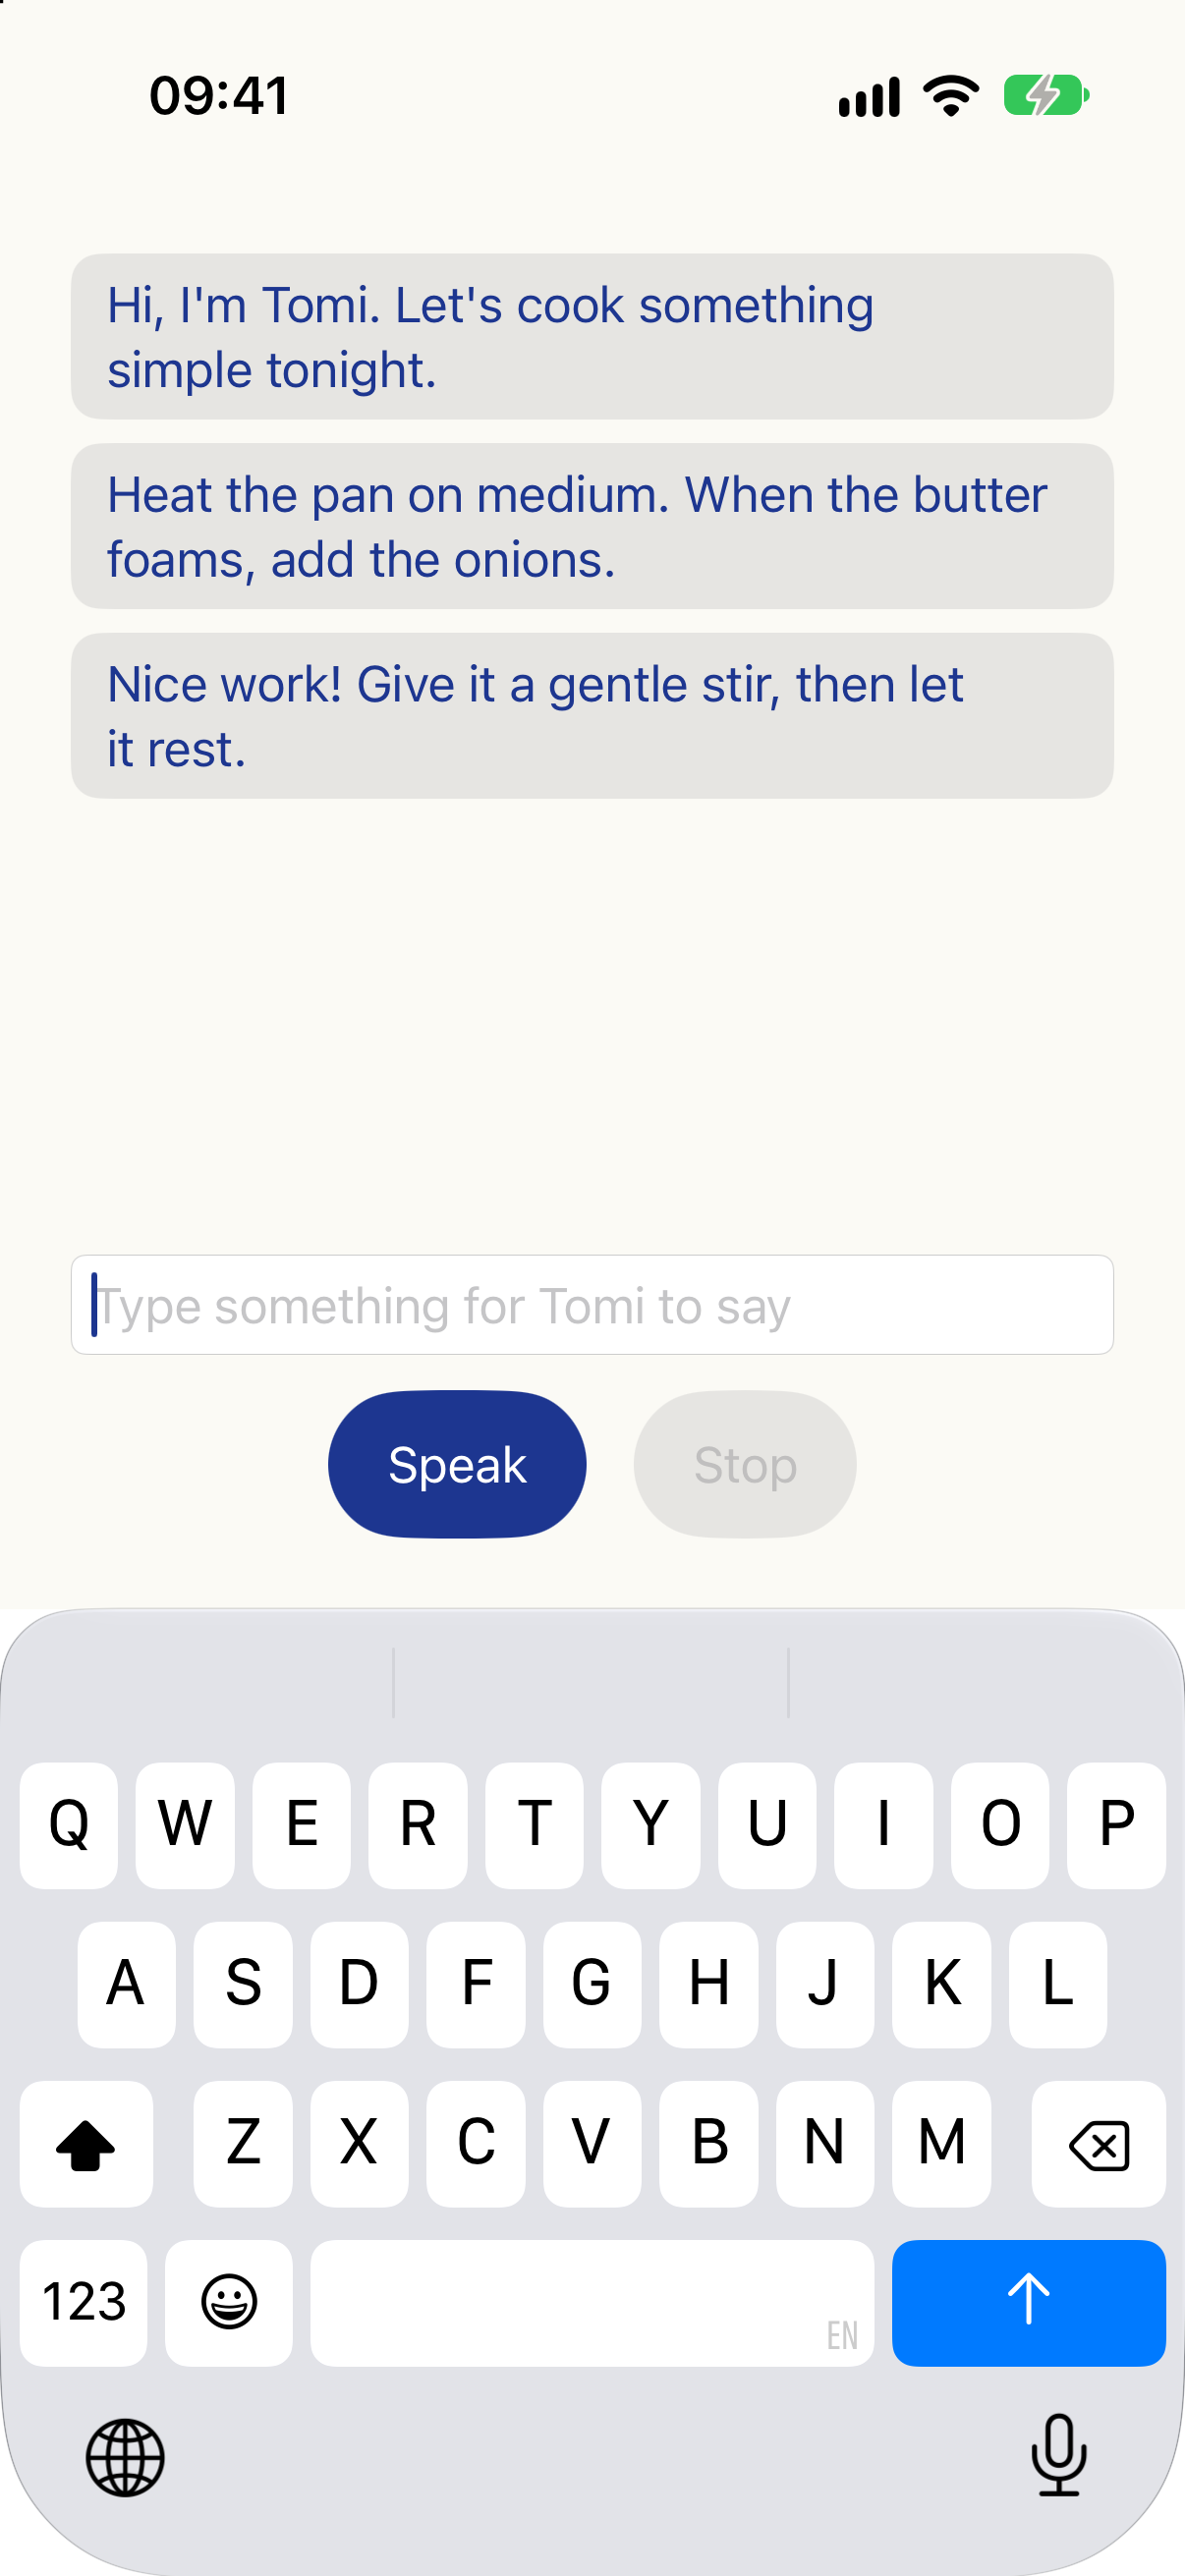 09:41
Hi, I'm Tomi. Let's cook something
simple tonight.
Heat the pan on medium. When the butter
foams, add the onions.
Nice work! Give it a gentle stir, then let
it rest.
Type something for Tomi to say
Speak Stop
Q W E R T Y U I O P
A S D F G H J K L
Z X C V B N M
123 EN